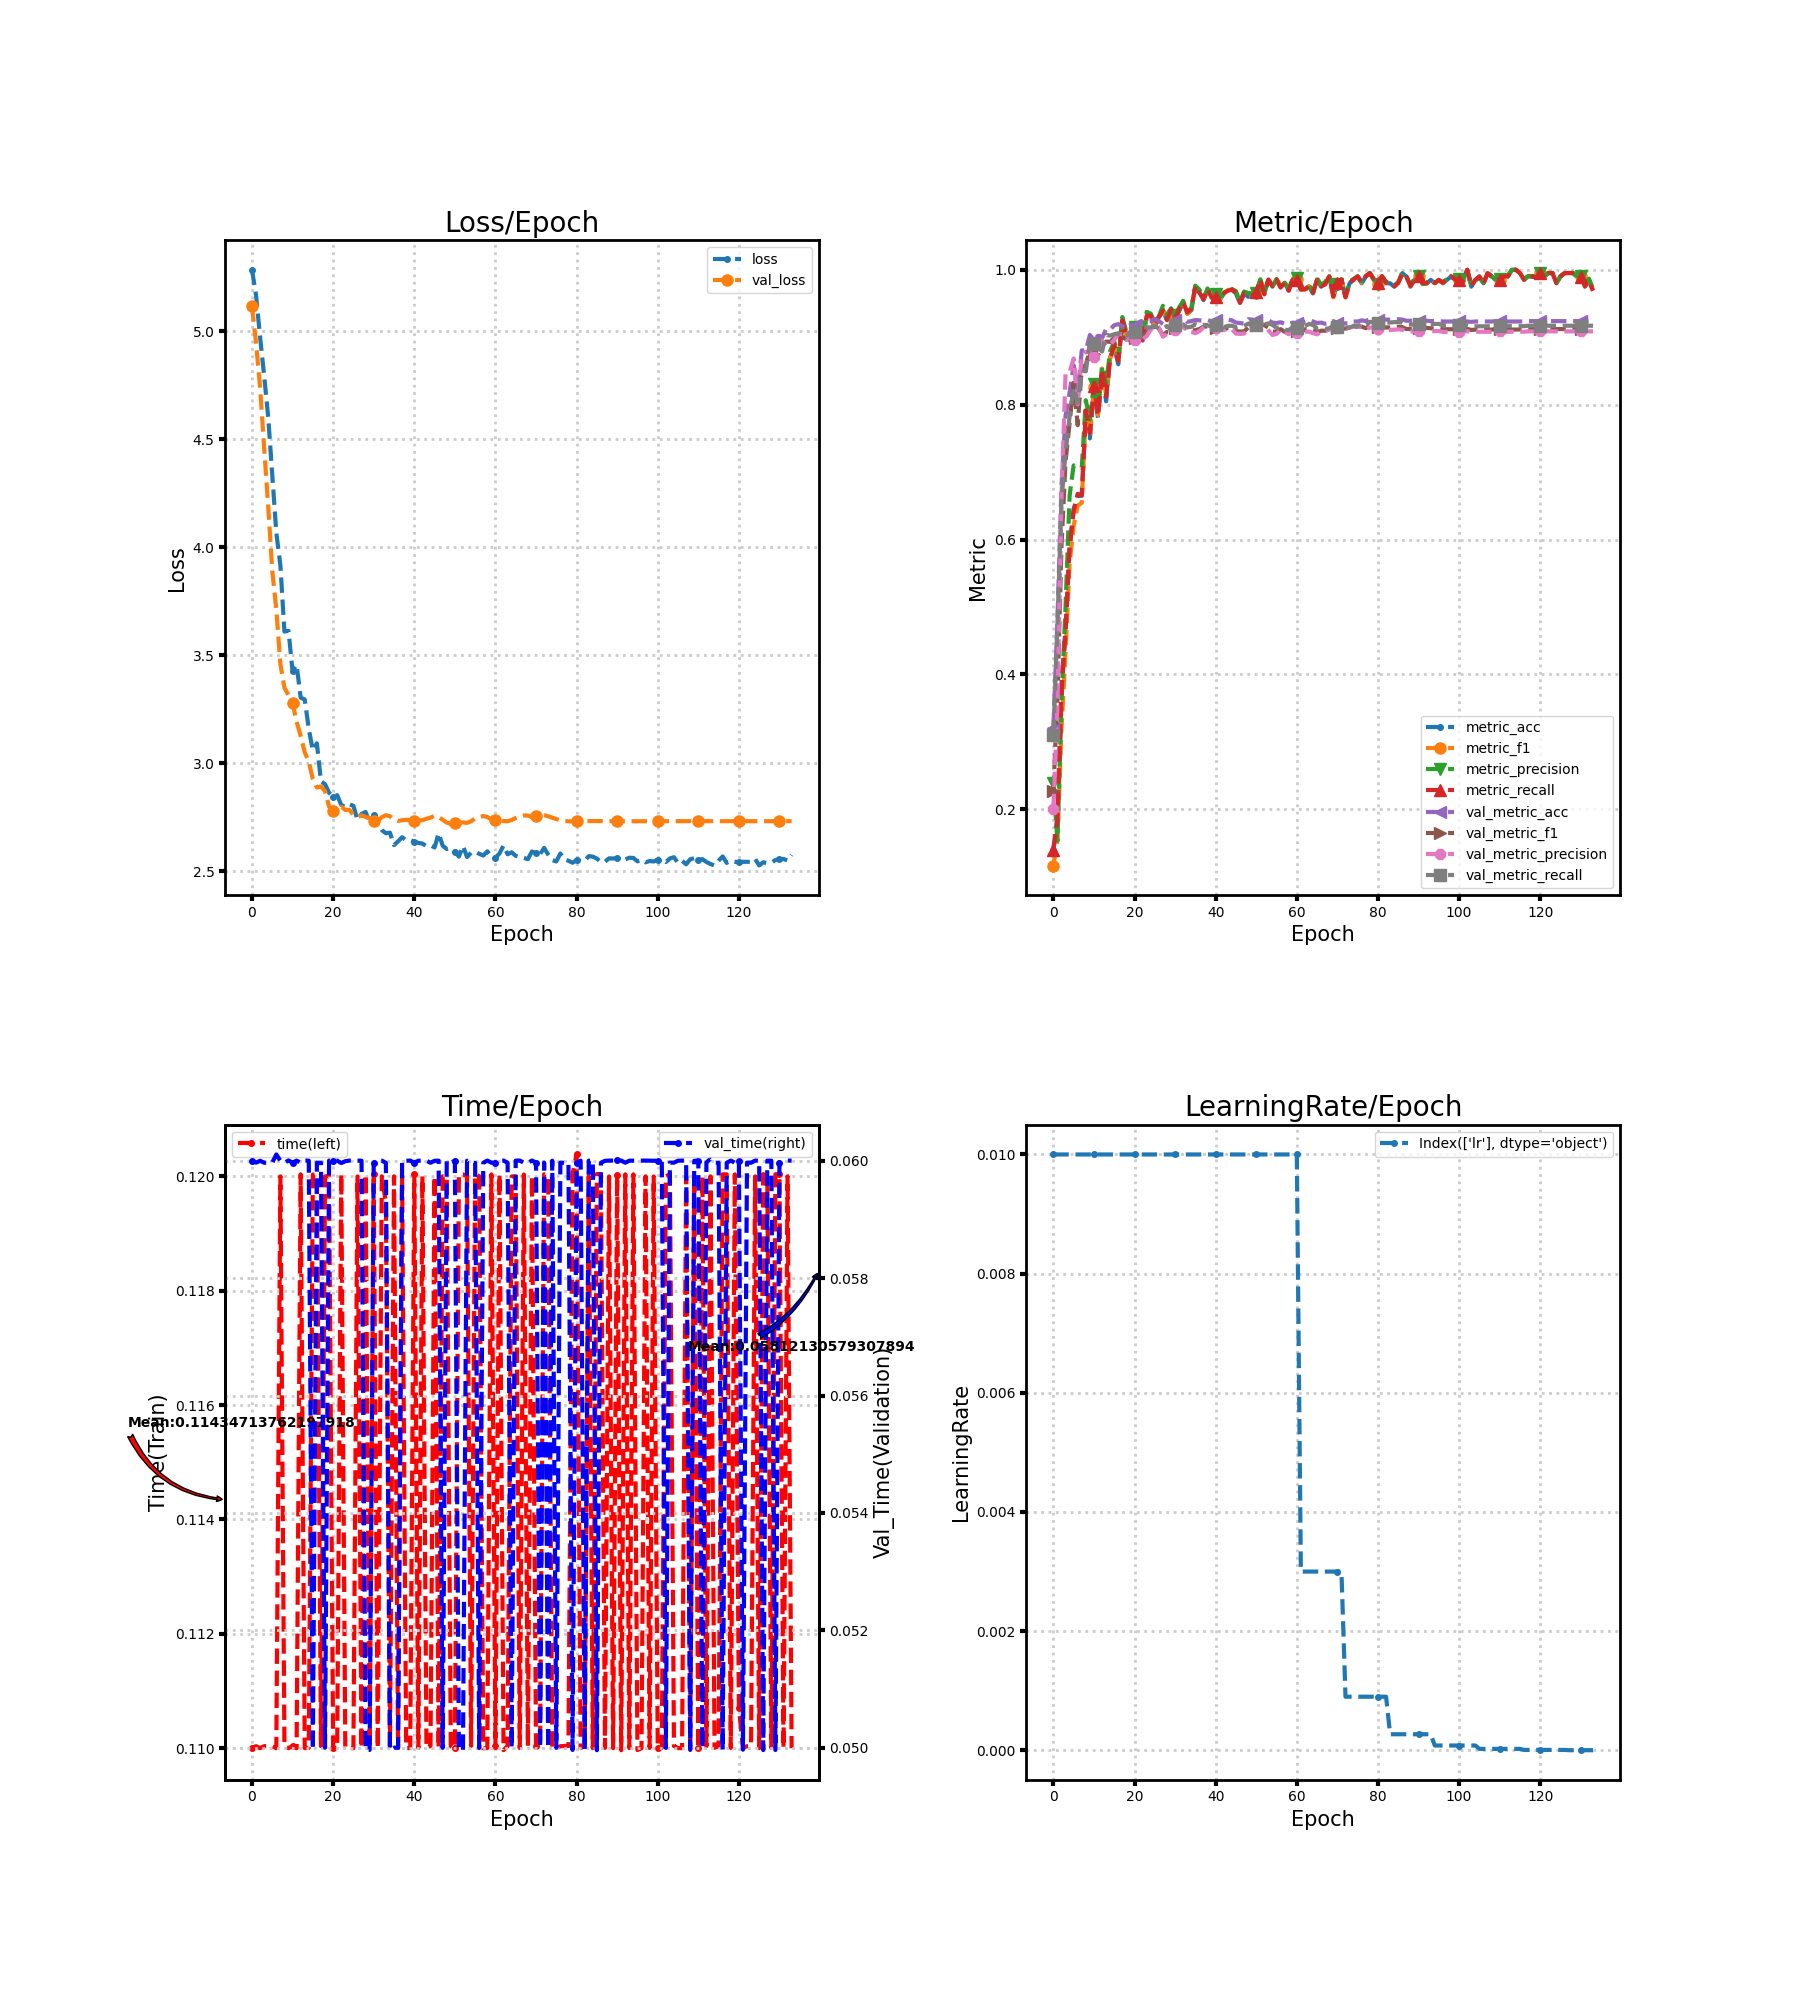 Loss/Epoch
loss
val_loss
5.0
4.5
4.0
3.5
3.0
2.5
Loss
0 20 40 60 80 100 120
Epoch
Metric/Epoch
1.0
0.8
0.6
0.4
0.2
Metric
metric_acc
metric_f1
metric_precision
metric_recall
val_metric_acc
val_metric_f1
val_metric_precision
val_metric_recall
0 20 40 60 80 100 120
Epoch
Time/Epoch
time(left)
val_time(right)
0.120
0.118
0.116
0.114
0.112
0.110
Time(Train)
0.060
0.058
0.056
0.054
0.052
0.050
Val_Time(Validation)
Mean:0.05812130579307894
0 20 40 60 80 100 120
Epoch
LearningRate/Epoch
Index(['lr'], dtype='object')
0.010
0.008
0.006
0.004
0.002
0.000
LearningRate
0 20 40 60 80 100 120
Epoch